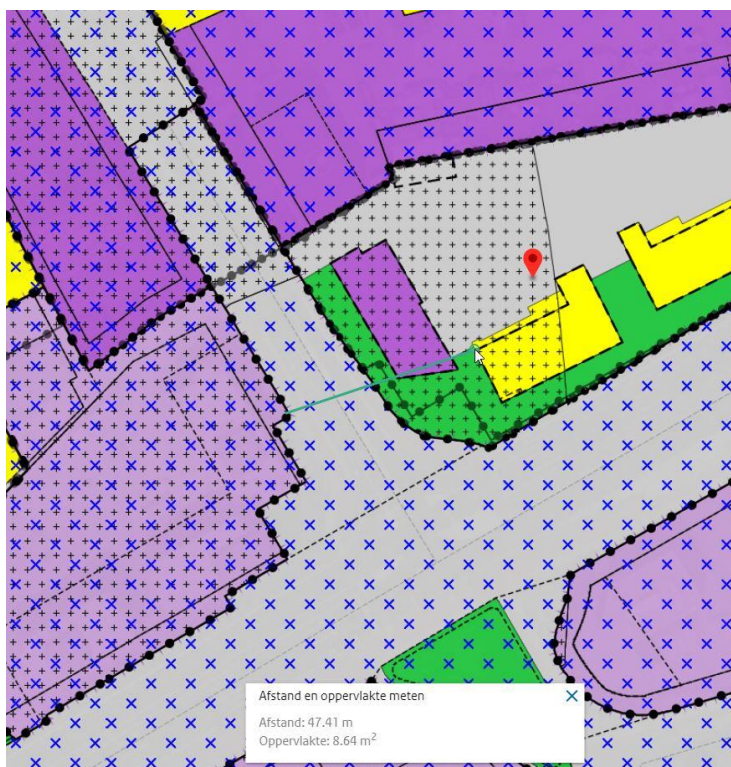 Afstand en oppervlakte meten
Afstand: 47.41 m
Oppervlakte: 8.64 m²